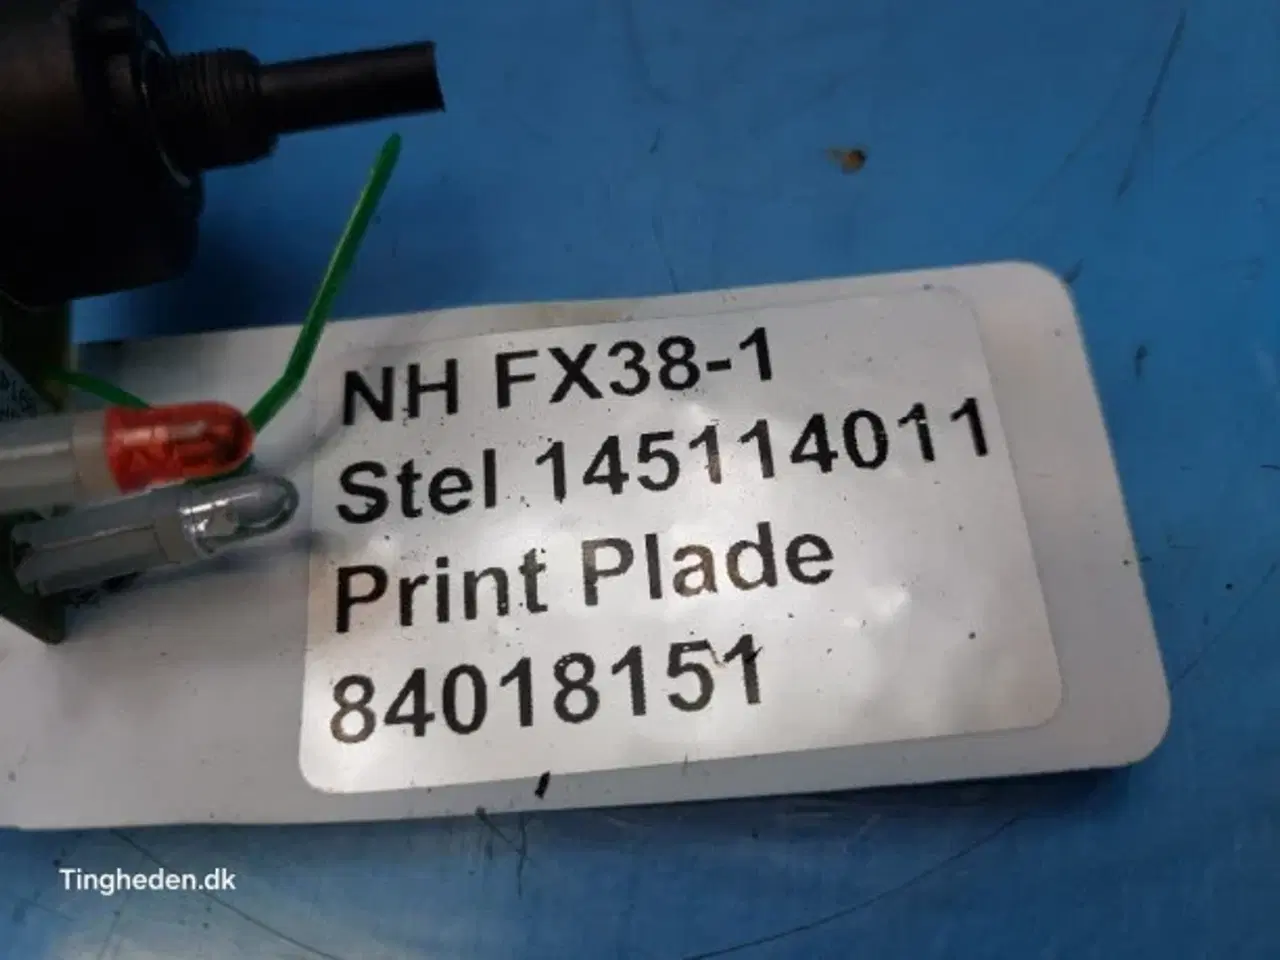 NH FX38-1
Stel 145114011
Print Plade
84018151
Tingheden.dk